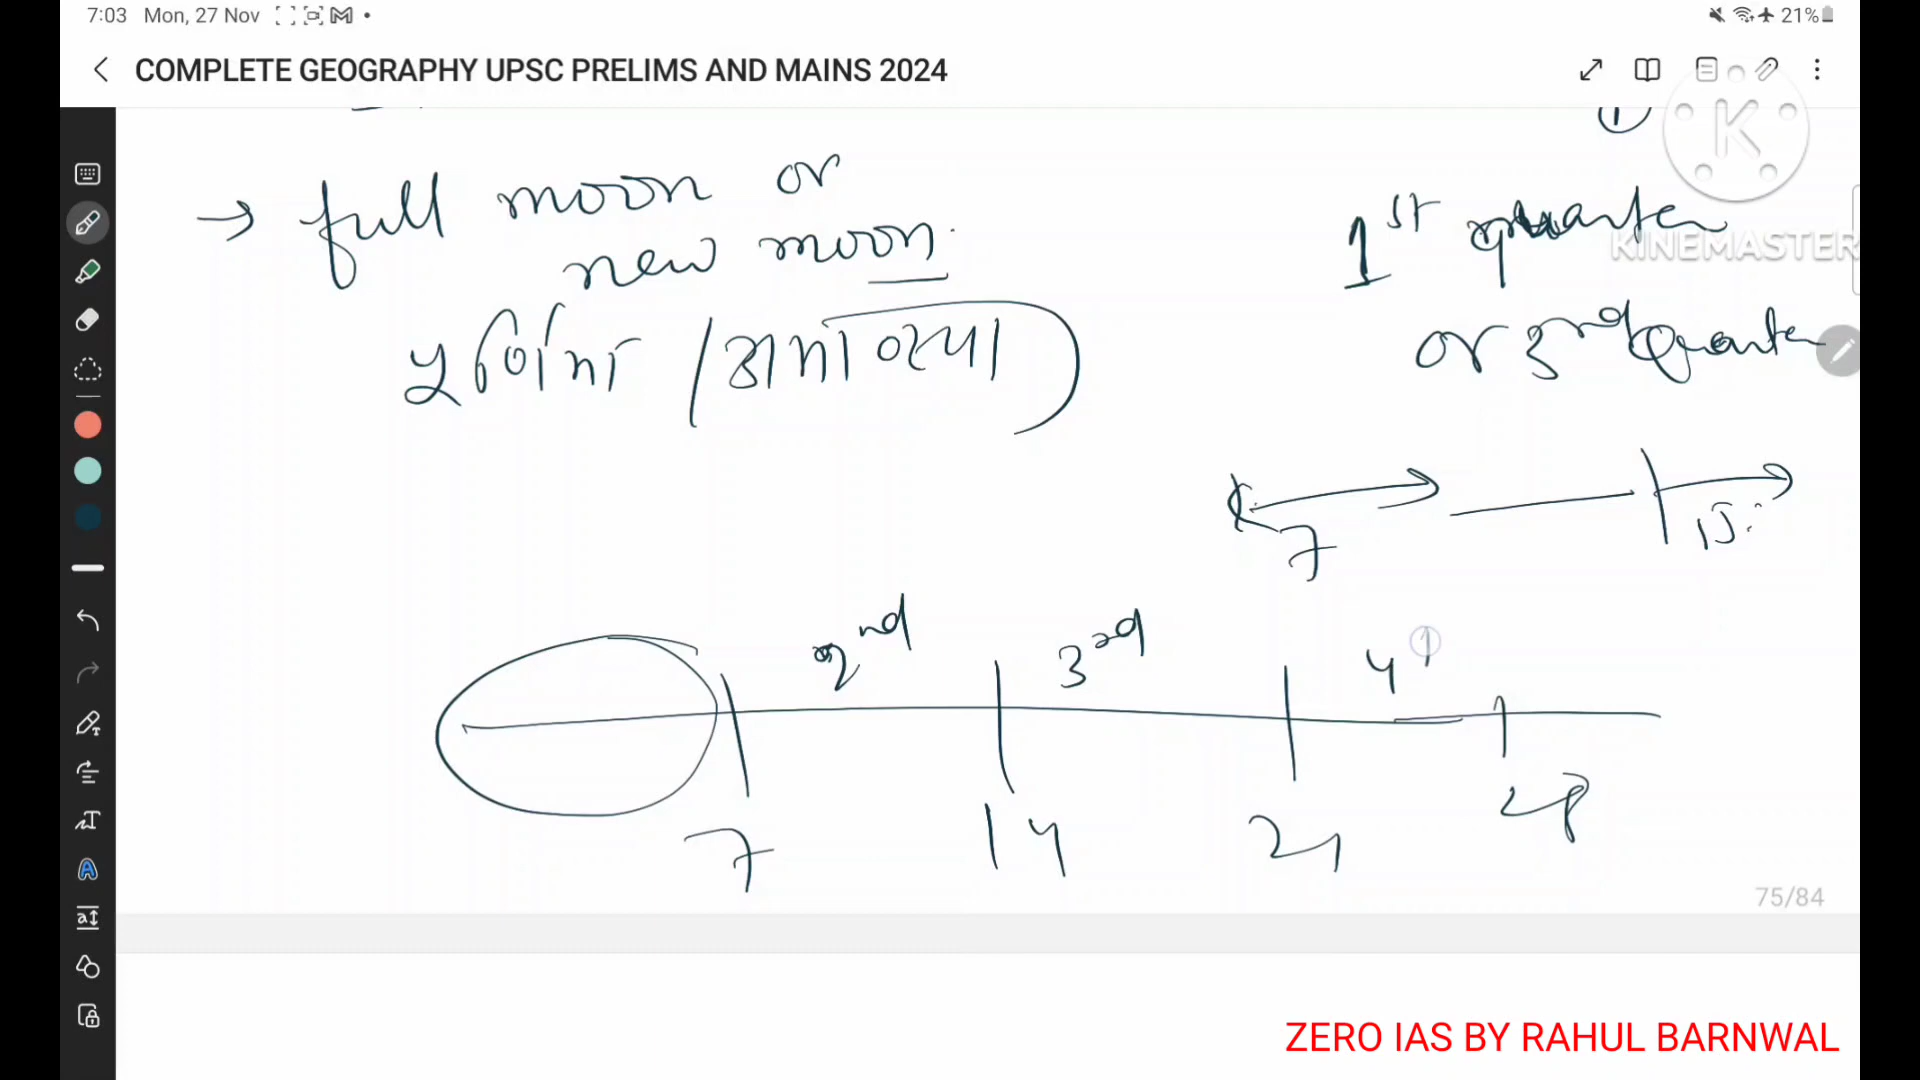 7:03 Mon, 27 Nov
21%
COMPLETE GEOGRAPHY UPSC PRELIMS AND MAINS 2024
K
KINEMASTER
→ full moon or
new moon
पूर्णिमा / अमावस्या
1st quarter
or 3rd quarter
7
15
2nd
3rd
4
7
14
21
28
75/84
ZERO IAS BY RAHUL BARNWAL